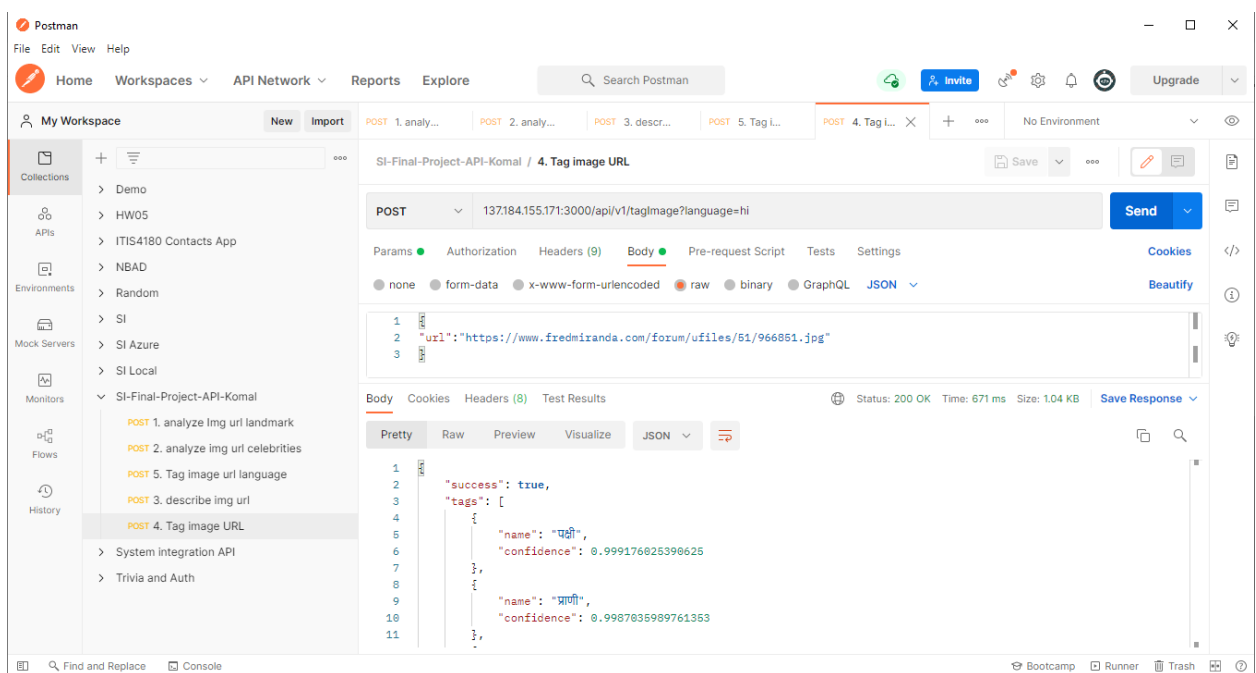 Postman
File Edit View Help
Home Workspaces API Network Reports Explore Search Postman Invite Upgrade
My Workspace New Import
POST 1. analy... POST 2. analy... POST 3. descr... POST 5. Tag i... POST 4. Tag i... No Environment
Collections
APIs
Environments
Mock Servers
Monitors
Flows
History
Demo
HW05
ITIS4180 Contacts App
NBAD
Random
SI
SI Azure
SI Local
SI-Final-Project-API-Komal
POST 1. analyze Img url landmark
POST 2. analyze img url celebrities
POST 5. Tag image url language
POST 3. describe img url
POST 4. Tag image URL
System integration API
Trivia and Auth
SI-Final-Project-API-Komal / 4. Tag image URL Save
POST 137.184.155.171:3000/api/v1/tagImage?language=hi Send
Params Authorization Headers (9) Body Pre-request Script Tests Settings Cookies
none form-data x-www-form-urlencoded raw binary GraphQL JSON Beautify
1 {
2 "url":"https://www.fredmiranda.com/forum/ufiles/51/966851.jpg"
3 }
Body Cookies Headers (8) Test Results Status: 200 OK Time: 671 ms Size: 1.04 KB Save Response
Pretty Raw Preview Visualize JSON
1 {
2 "success": true,
3 "tags": [
4 {
5 "name": "पक्षी",
6 "confidence": 0.999176025390625
7 },
8 {
9 "name": "प्राणी",
10 "confidence": 0.9987035989761353
11 },
Find and Replace Console Bootcamp Runner Trash